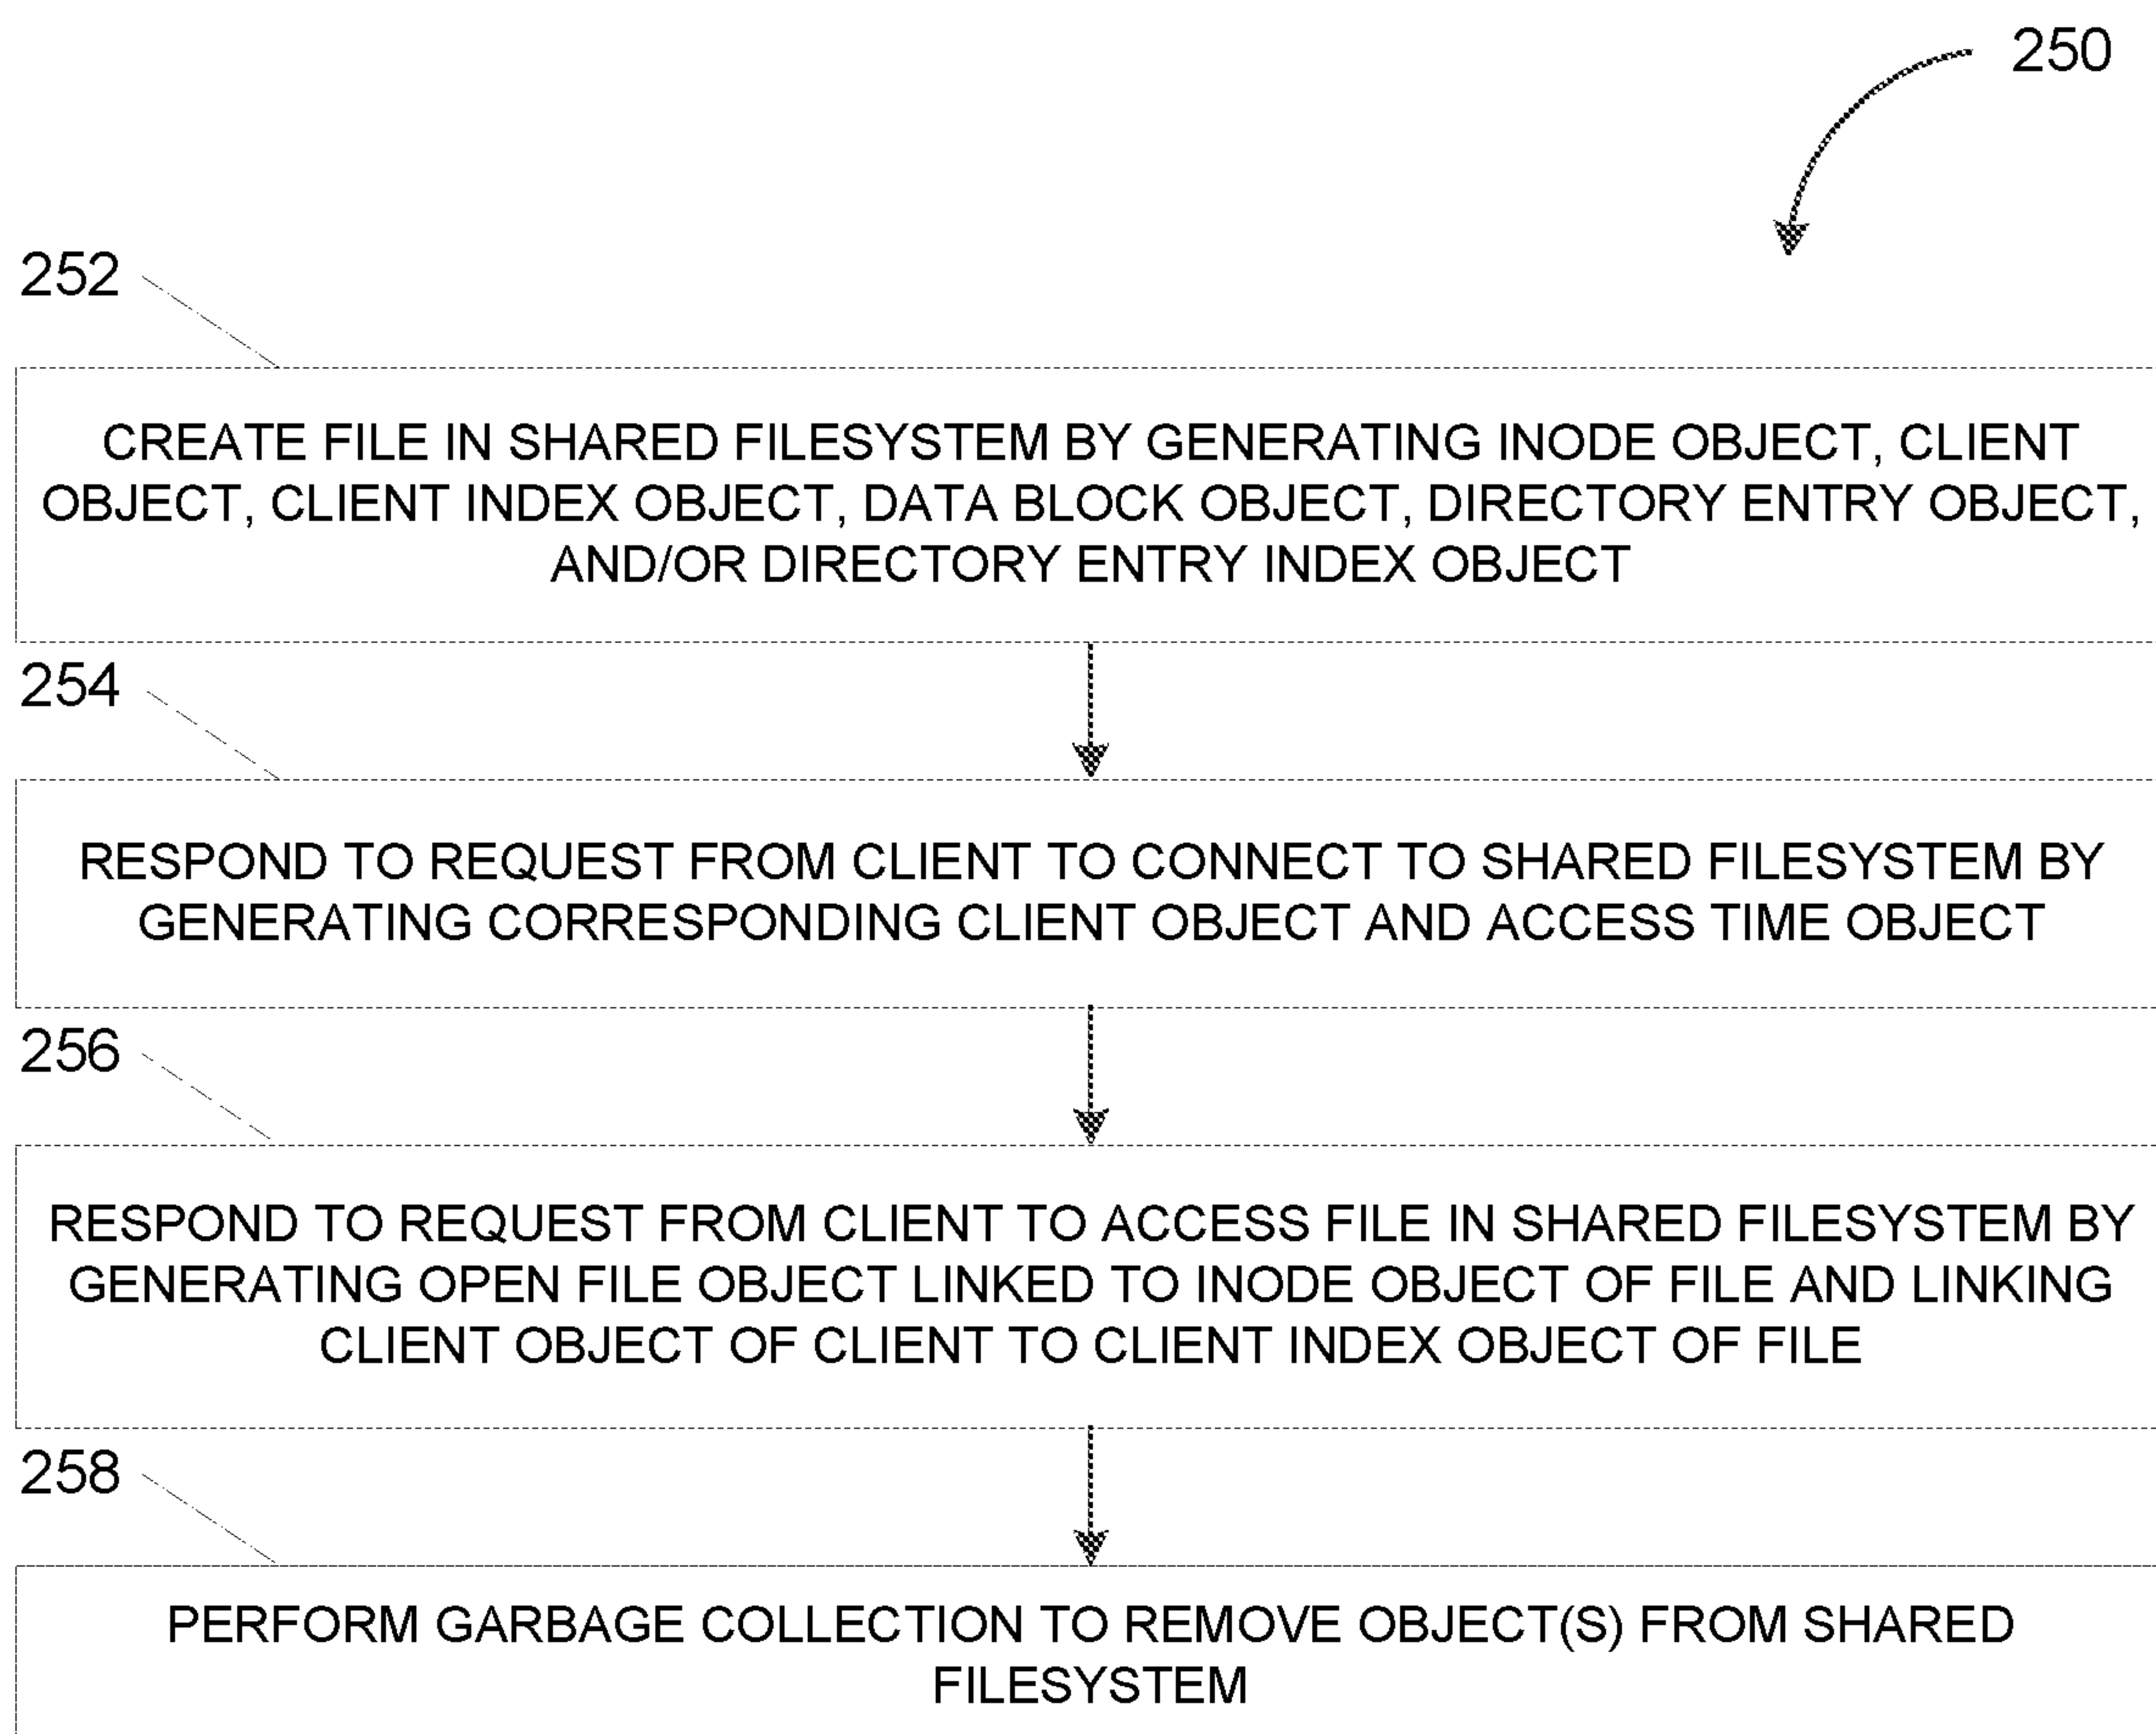 250
252
CREATE FILE IN SHARED FILESYSTEM BY GENERATING INODE OBJECT, CLIENT
OBJECT, CLIENT INDEX OBJECT, DATA BLOCK OBJECT, DIRECTORY ENTRY OBJECT,
AND/OR DIRECTORY ENTRY INDEX OBJECT
254
RESPOND TO REQUEST FROM CLIENT TO CONNECT TO SHARED FILESYSTEM BY
GENERATING CORRESPONDING CLIENT OBJECT AND ACCESS TIME OBJECT
256
RESPOND TO REQUEST FROM CLIENT TO ACCESS FILE IN SHARED FILESYSTEM BY
GENERATING OPEN FILE OBJECT LINKED TO INODE OBJECT OF FILE AND LINKING
CLIENT OBJECT OF CLIENT TO CLIENT INDEX OBJECT OF FILE
258
PERFORM GARBAGE COLLECTION TO REMOVE OBJECT(S) FROM SHARED
FILESYSTEM